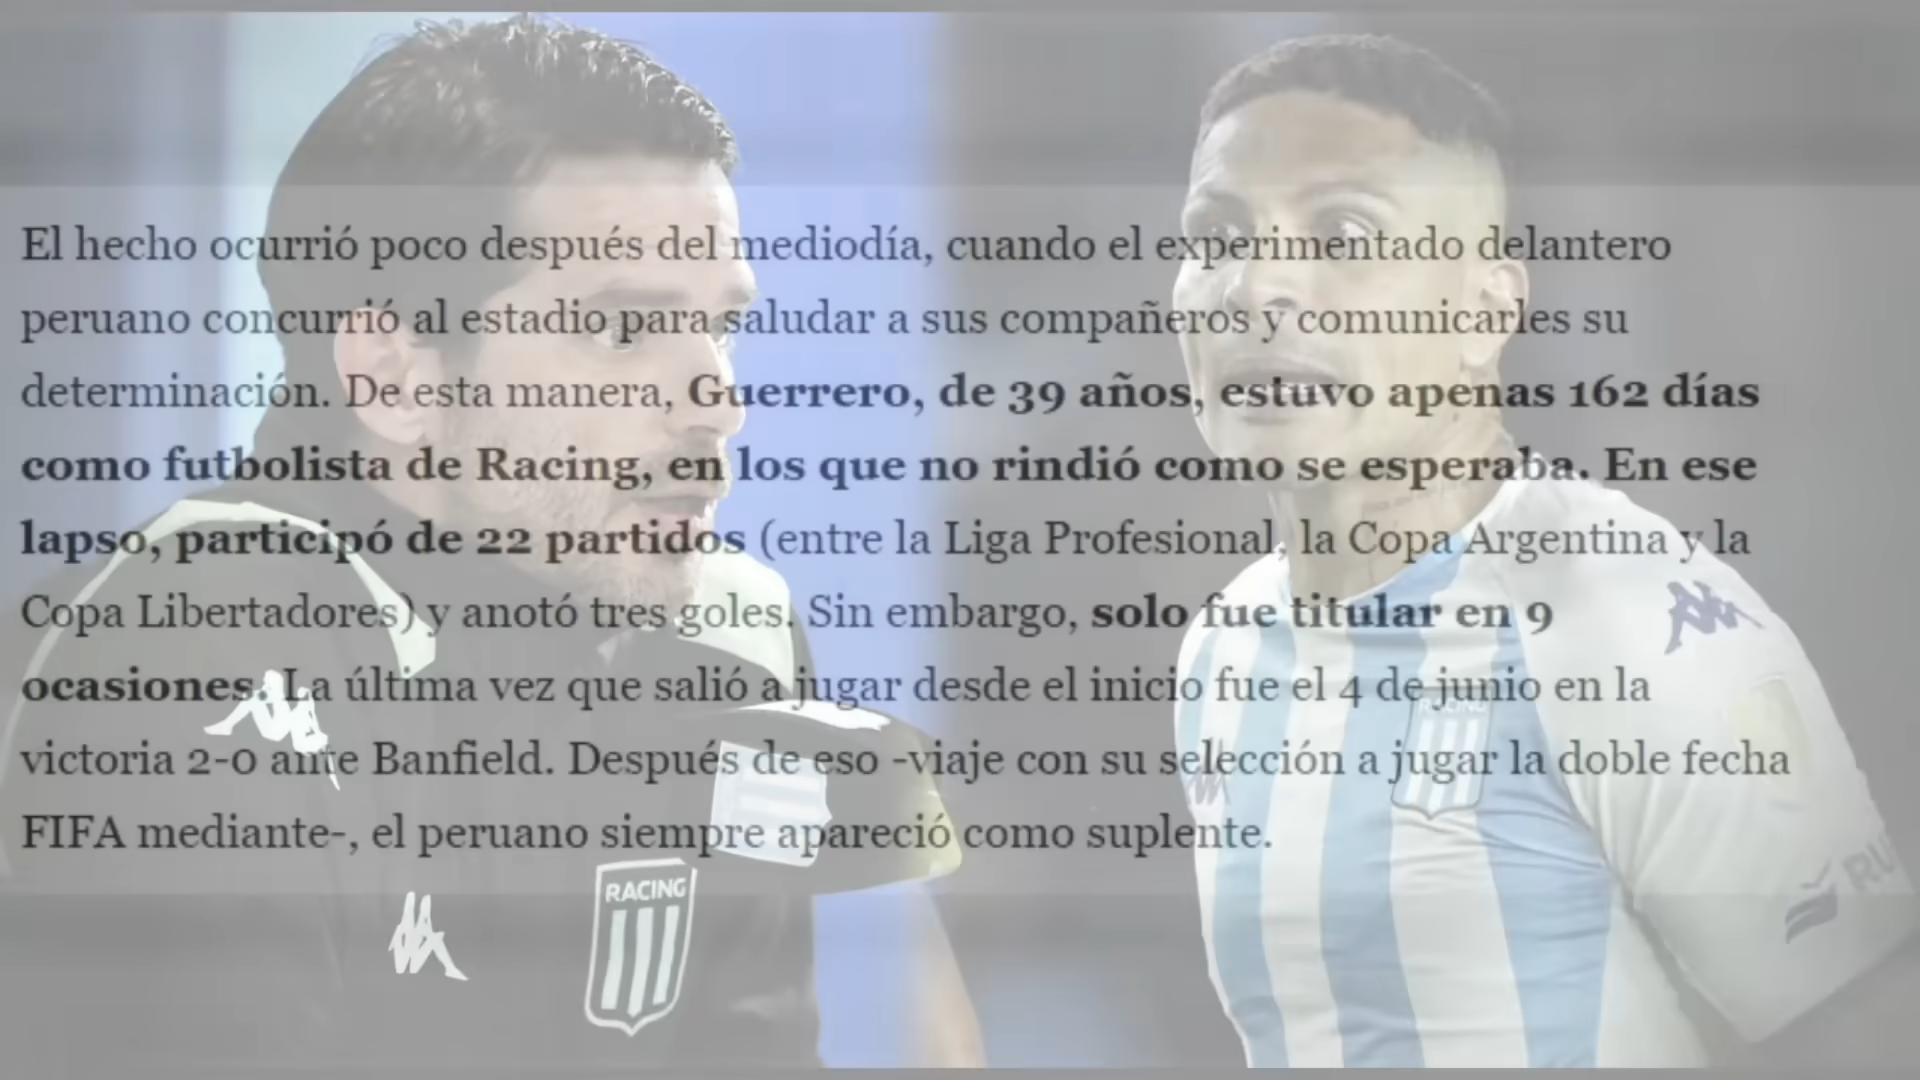 El hecho ocurrió poco después del mediodía, cuando el experimentado delantero
peruano concurrió al estadio para saludar a sus compañeros y comunicarles su
determinación. De esta manera, Guerrero, de 39 años, estuvo apenas 162 días
como futbolista de Racing, en los que no rindió como se esperaba. En ese
lapso, participó de 22 partidos (entre la Liga Profesional, la Copa Argentina y la
Copa Libertadores) y anotó tres goles. Sin embargo, solo fue titular en 9
ocasiones. La última vez que salió a jugar desde el inicio fue el 4 de junio en la
victoria 2-0 ante Banfield. Después de eso -viaje con su selección a jugar la doble fecha
FIFA mediante-, el peruano siempre apareció como suplente.
RACING
RACING
RU